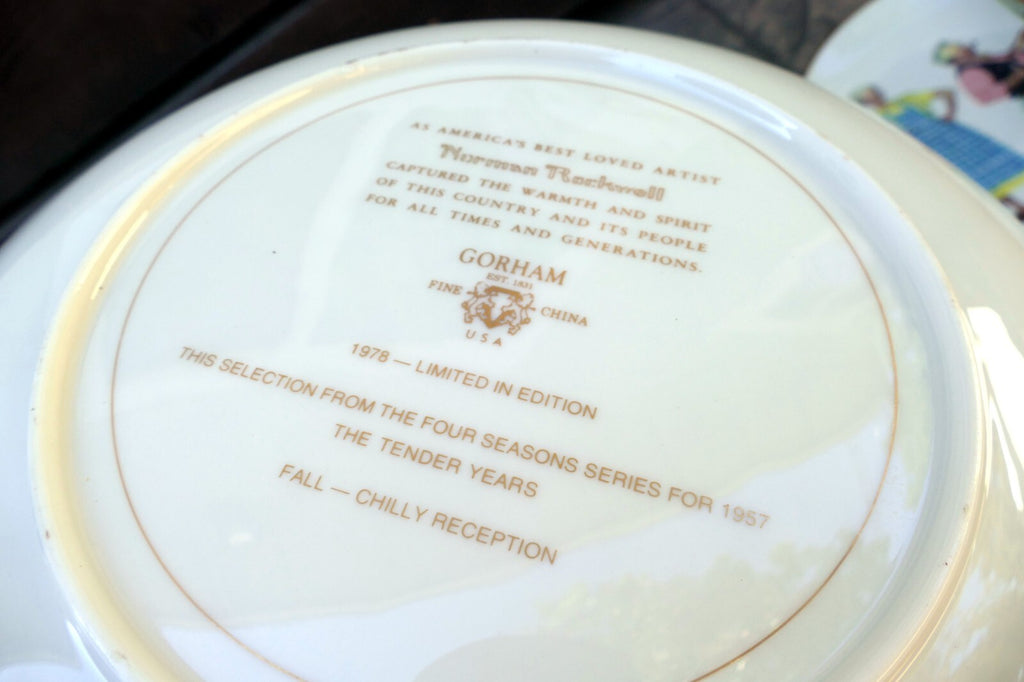 AS AMERICA'S BEST LOVED ARTIST
Norman Rockwell
CAPTURED THE WARMTH AND SPIRIT
OF THIS COUNTRY AND ITS PEOPLE
FOR ALL TIMES AND GENERATIONS.
GORHAM
EST. 1831
FINE CHINA
USA
1978 — LIMITED IN EDITION
THIS SELECTION FROM THE FOUR SEASONS SERIES FOR 1957
THE TENDER YEARS
FALL — CHILLY RECEPTION